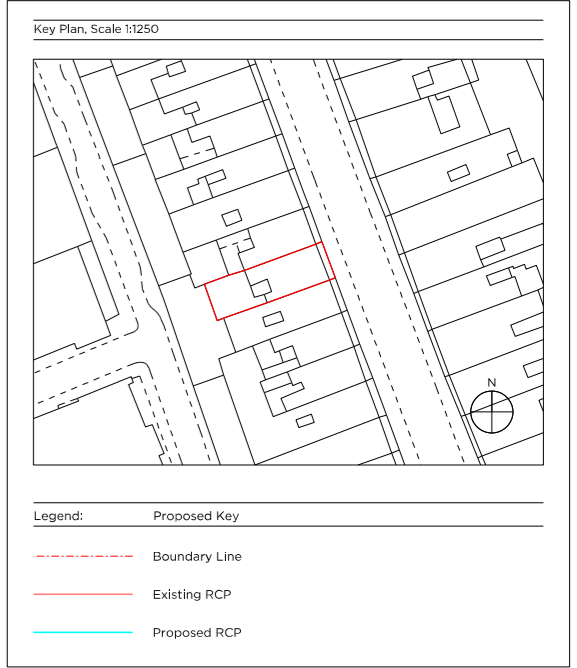 Key Plan, Scale 1:1250
N
Legend: Proposed Key
Boundary Line
Existing RCP
Proposed RCP